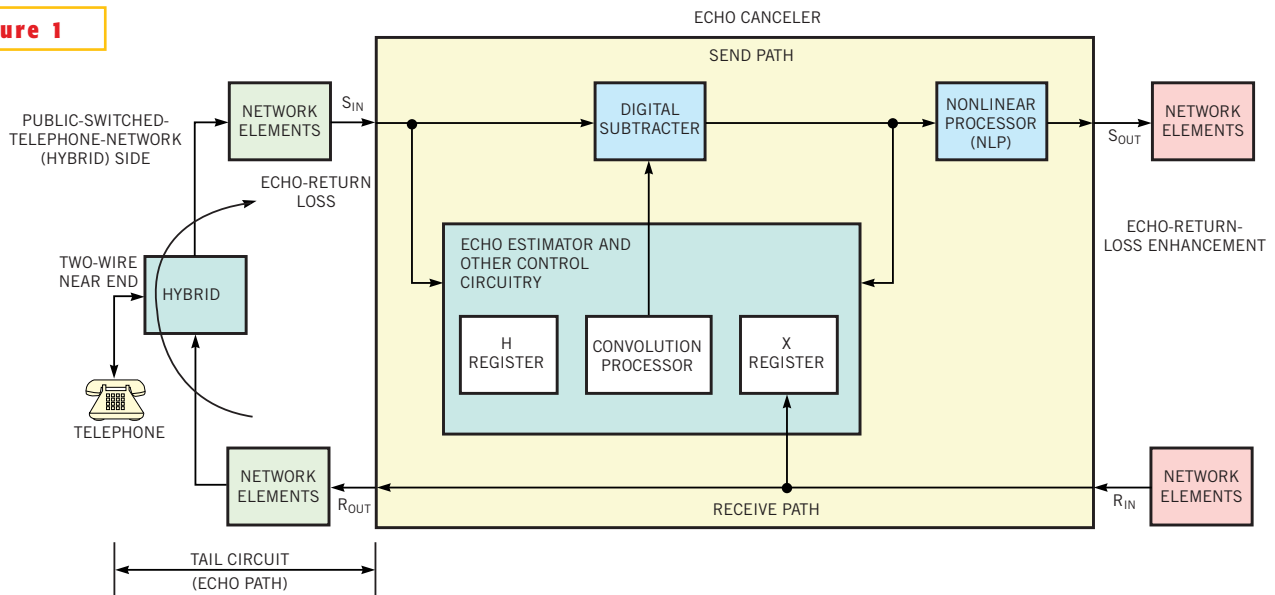 ure 1
ECHO CANCELER
SEND PATH
PUBLIC-SWITCHED-
TELEPHONE-NETWORK
(HYBRID) SIDE
NETWORK
ELEMENTS
SIN
DIGITAL
SUBTRACTER
NONLINEAR
PROCESSOR
(NLP)
SOUT
NETWORK
ELEMENTS
ECHO-RETURN
LOSS
ECHO-RETURN-
LOSS ENHANCEMENT
TWO-WIRE
NEAR END
HYBRID
ECHO ESTIMATOR AND
OTHER CONTROL
CIRCUITRY
H
REGISTER
CONVOLUTION
PROCESSOR
X
REGISTER
TELEPHONE
NETWORK
ELEMENTS
ROUT
RECEIVE PATH
RIN
NETWORK
ELEMENTS
TAIL CIRCUIT
(ECHO PATH)